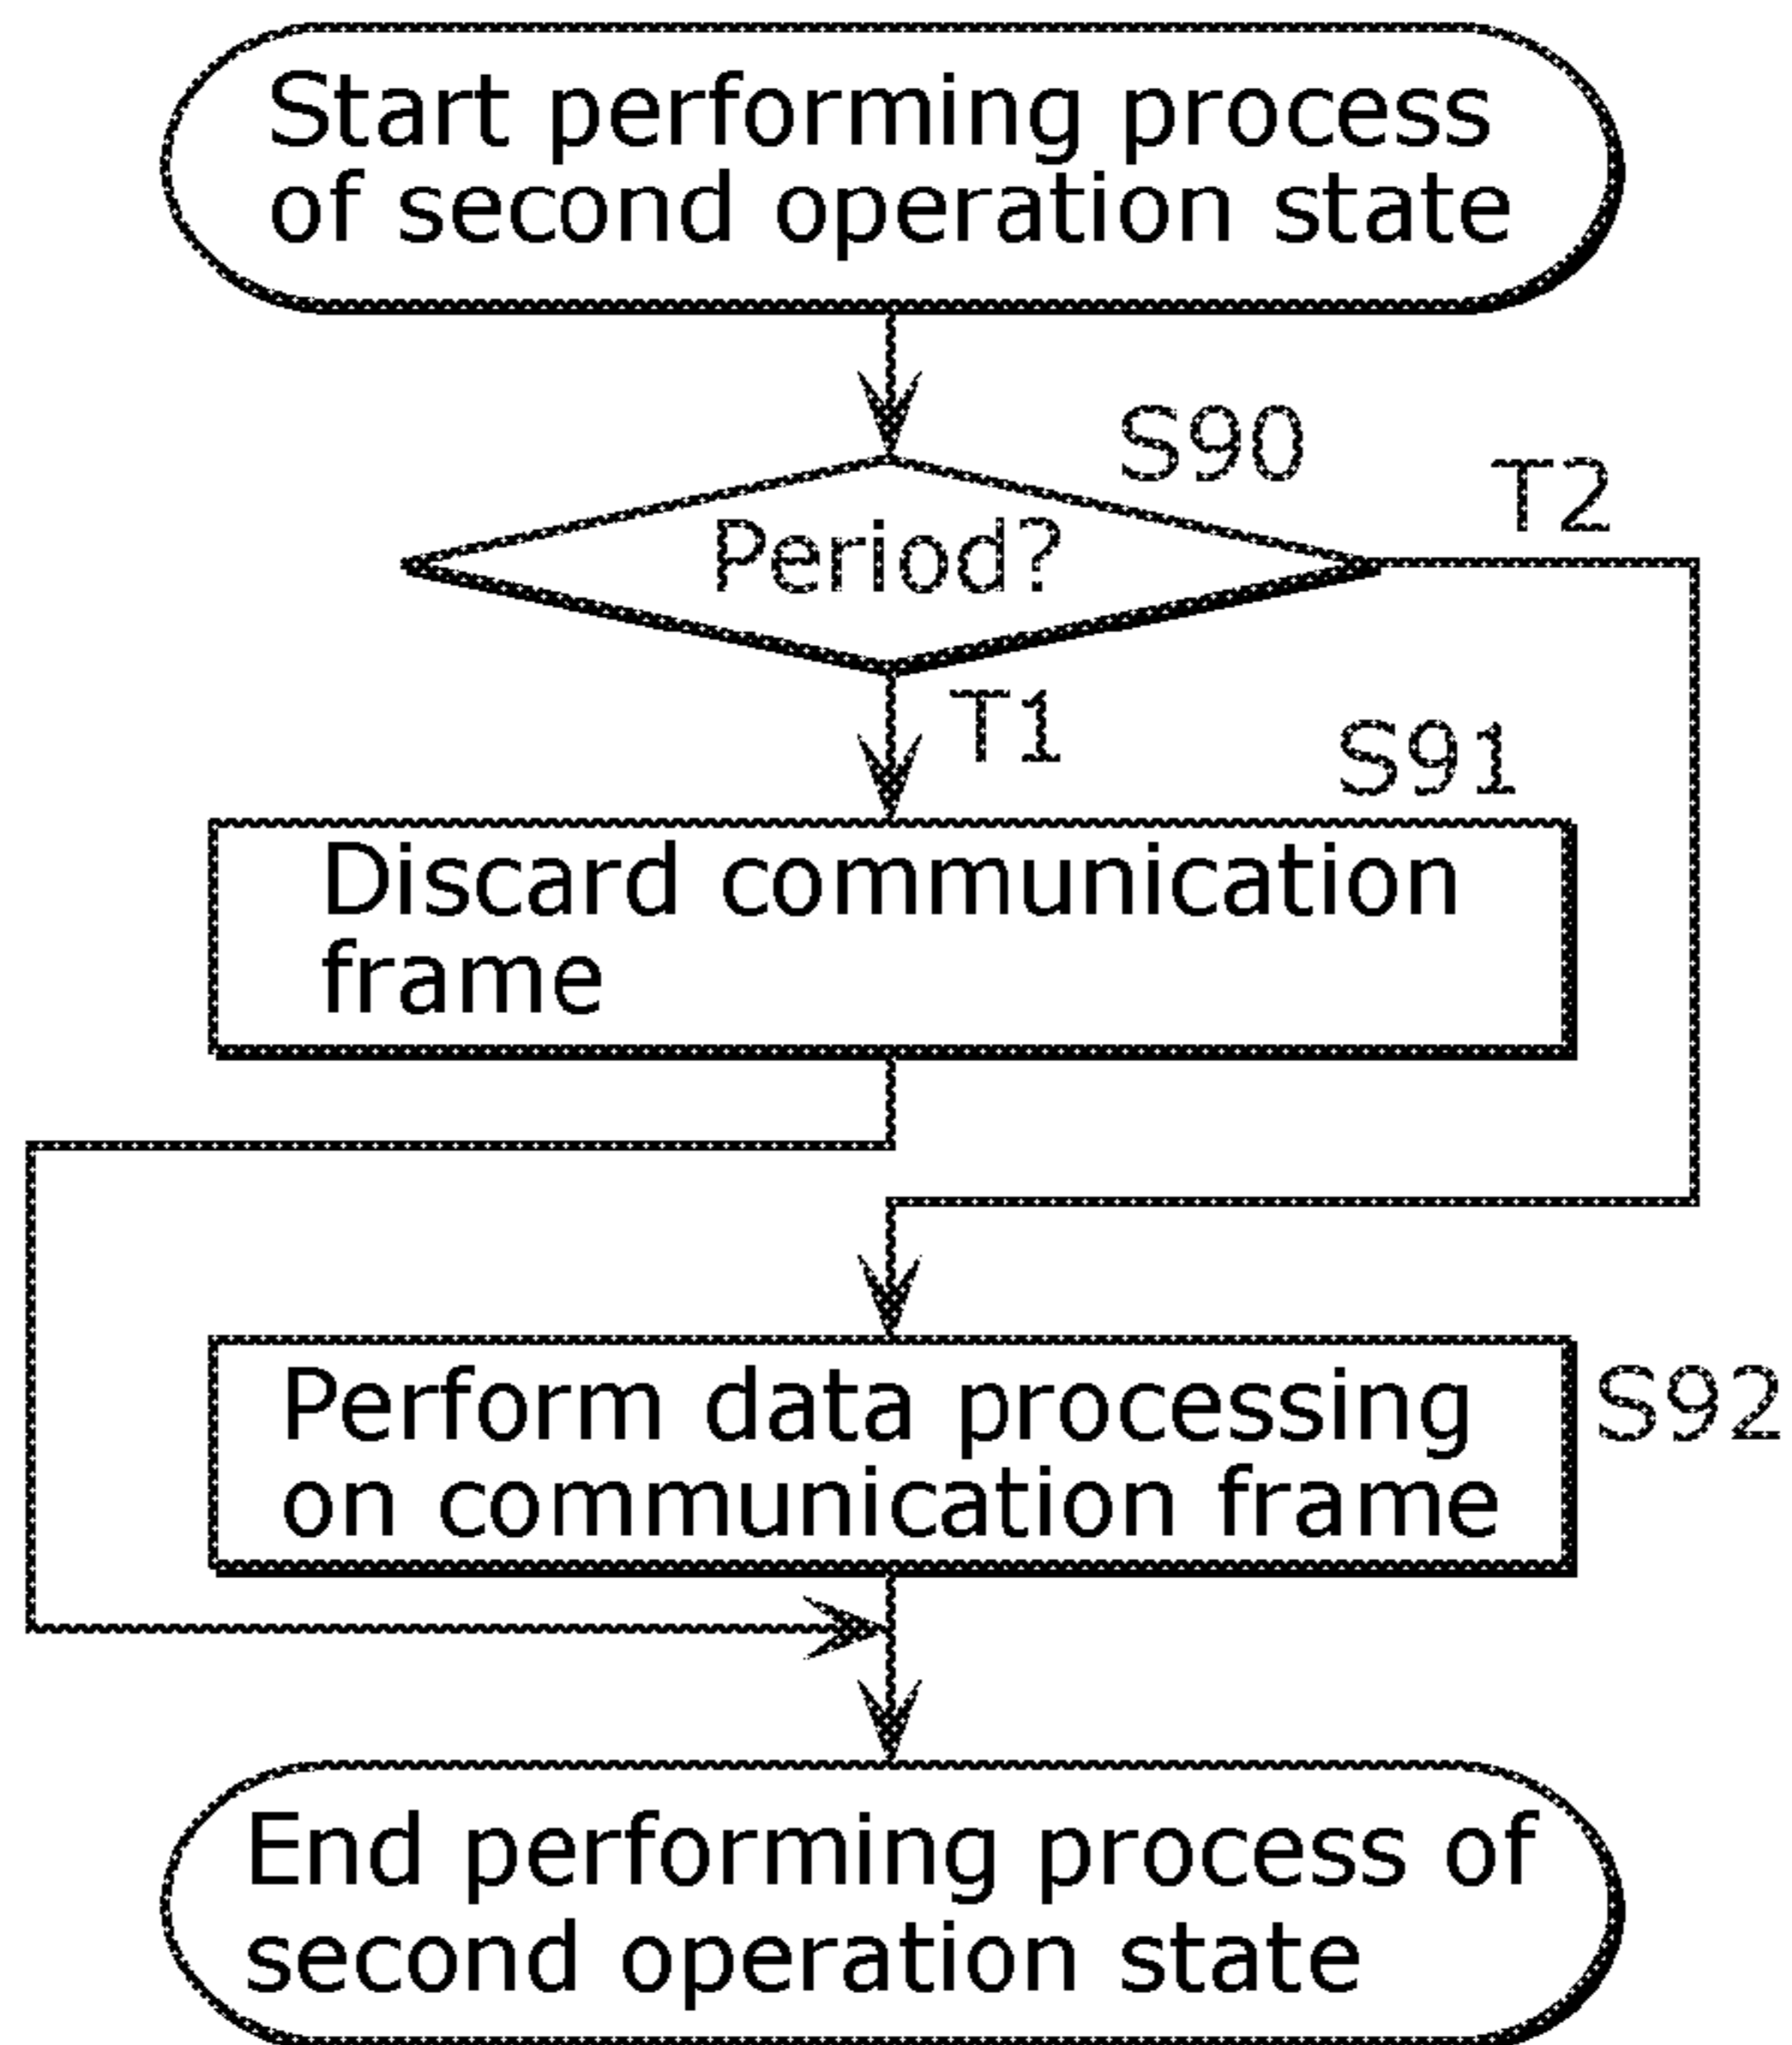 Start performing process
of second operation state
S90
T2
Period?
T1
S91
Discard communication
frame
Perform data processing
on communication frame
S92
End performing process of
second operation state